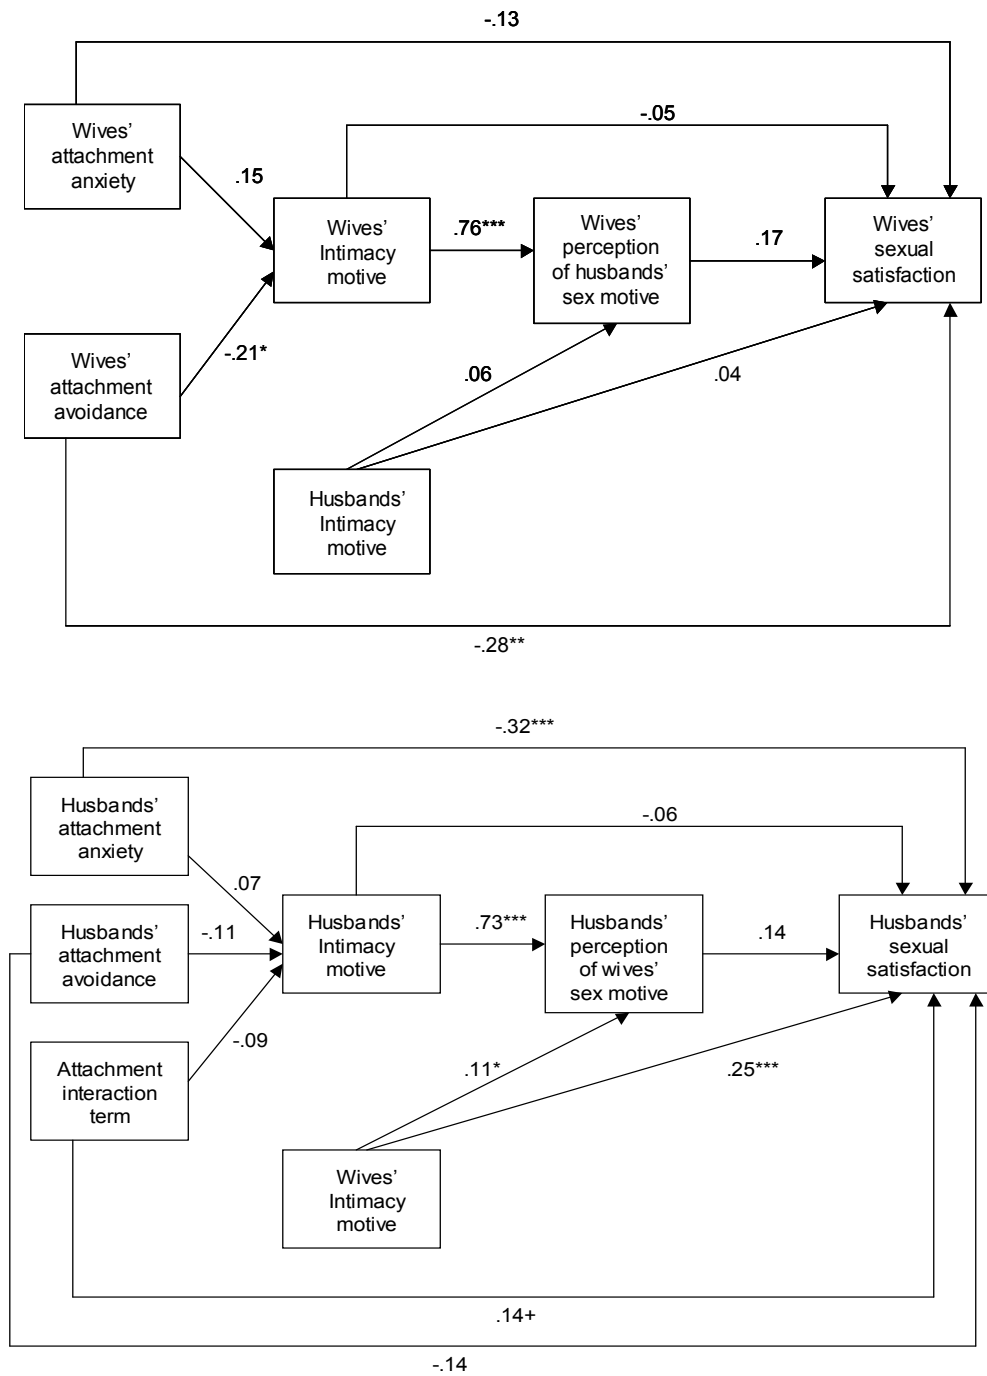 -.13
Wives’
attachment
anxiety
-.05
.15
Wives’
Intimacy
motive
.76***
Wives’
perception
of husbands’
sex motive
.17
Wives’
sexual
satisfaction
Wives’
attachment
avoidance
-.21*
.06
.04
Husbands’
Intimacy
motive
-.28**
-.32***
Husbands’
attachment
anxiety
-.06
.07
Husbands’
attachment
avoidance
-.11
Husbands’
Intimacy
motive
.73***
Husbands’
perception
of wives’
sex motive
.14
Husbands’
sexual
satisfaction
Attachment
interaction
term
-.09
.11*
.25***
Wives’
Intimacy
motive
.14+
-.14